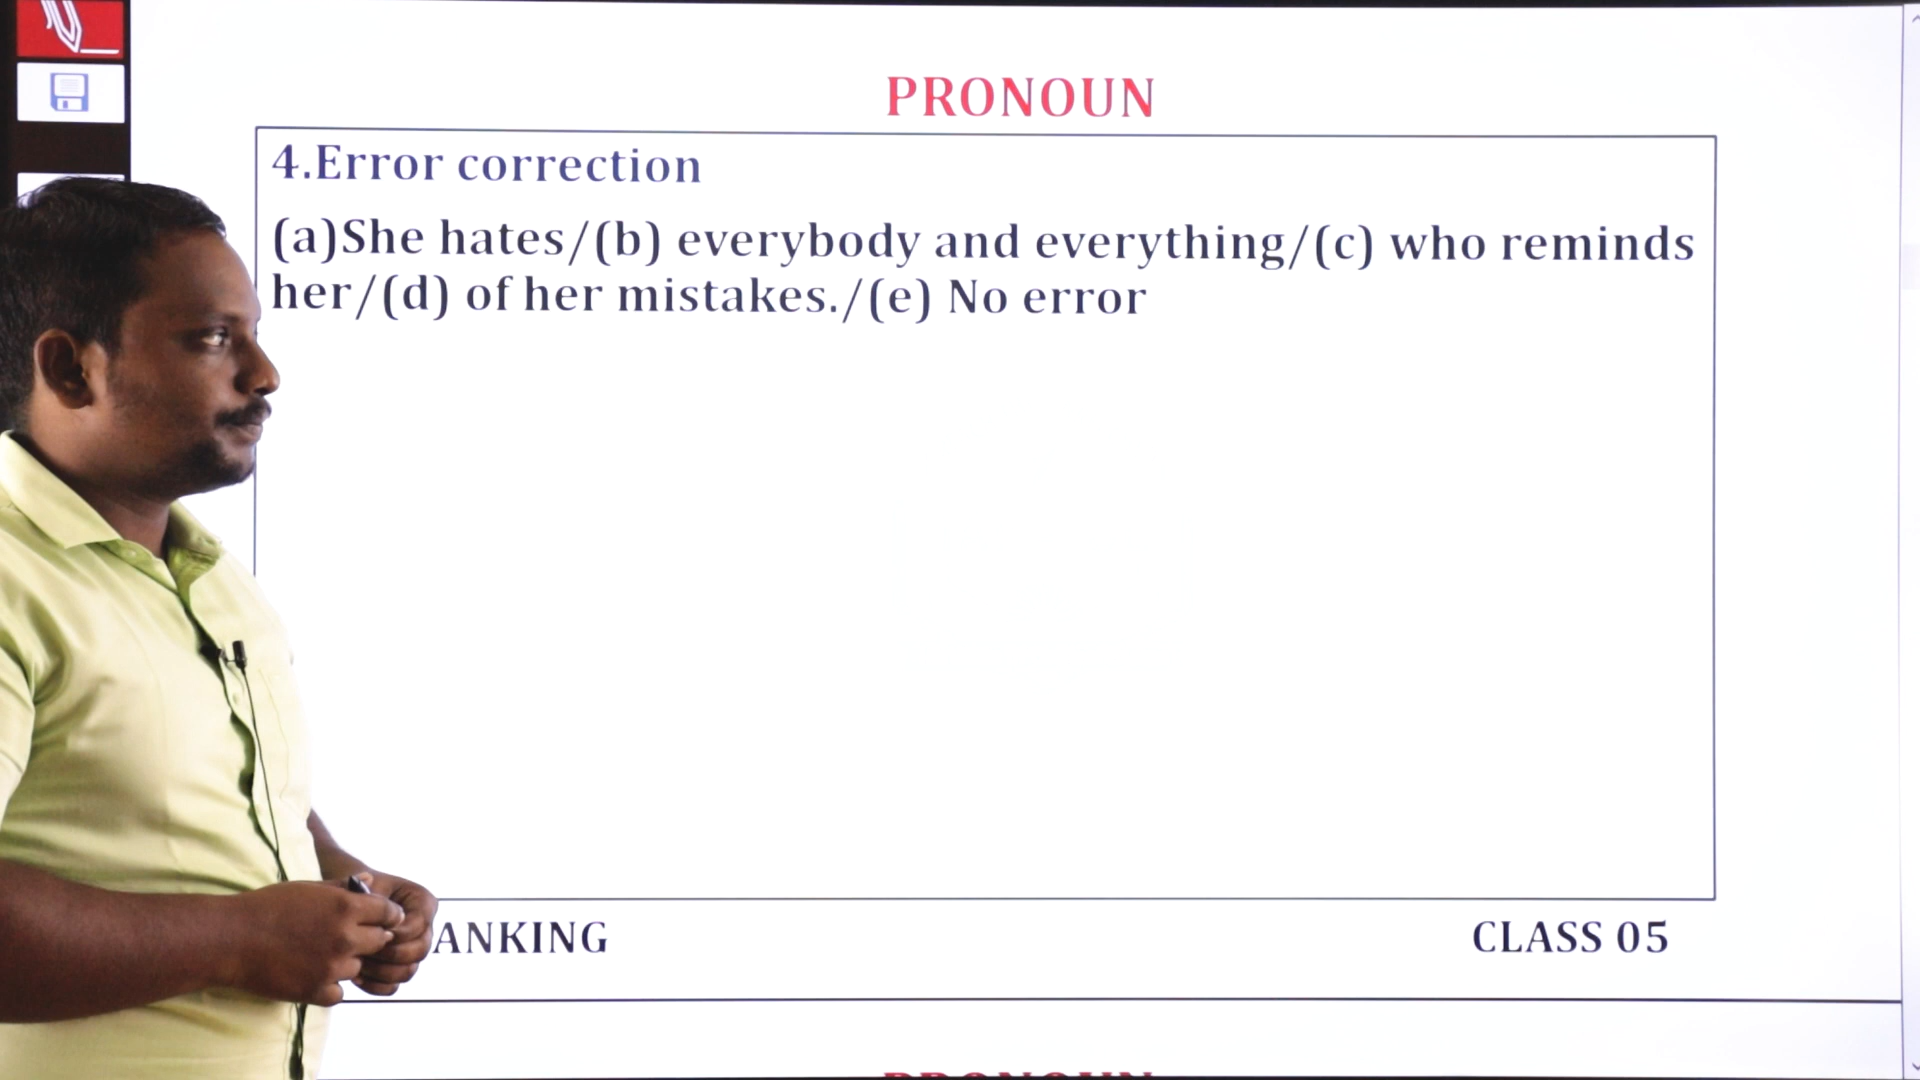 PRONOUN
4.Error correction
(a)She hates/(b) everybody and everything/(c) who reminds
her/(d) of her mistakes./(e) No error
ANKING
CLASS 05
PRONOUN